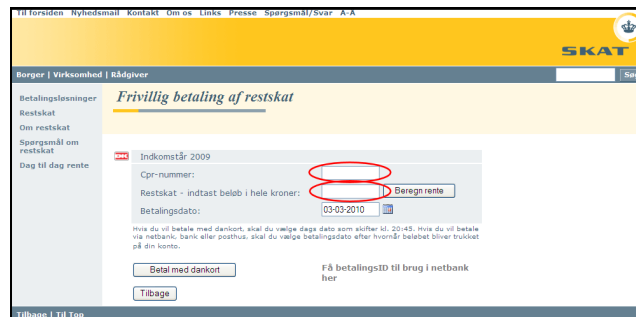 Til forsiden Nyhedsmail Kontakt Om os Links Presse Spørgsmål/Svar A-A
SKAT
Borger | Virksomhed | Rådgiver
Betalingsløsninger
Restskat
Om restskat
Spørgsmål om
restskat
Dag til dag rente
Frivillig betaling af restskat
Indkomstår 2009
Cpr-nummer:
Restskat - indtast beløb i hele kroner:
Beregn rente
Betalingsdato:
03-03-2010
Hvis du vil betale med dankort, skal du vælge dags dato som skifter kl. 20:45. Hvis du vil betale
via netbank, bank eller posthus, skal du vælge betalingsdato efter hvornår beløbet bliver trukket
på din konto.
Betal med dankort
Få betalingsID til brug i netbank
her
Tilbage
Tilbage | Til Top